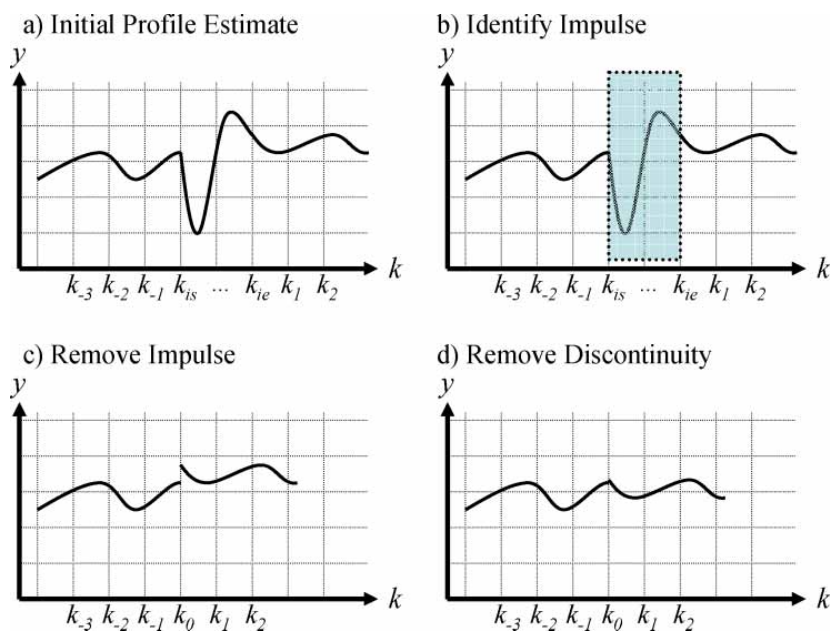 a) Initial Profile Estimate
y
k
k-3 k-2 k-1 kis ... kie k1 k2
b) Identify Impulse
y
k
k-3 k-2 k-1 kis ... kie k1 k2
c) Remove Impulse
y
k
k-3 k-2 k-1 k0 k1 k2
d) Remove Discontinuity
y
k
k-3 k-2 k-1 k0 k1 k2